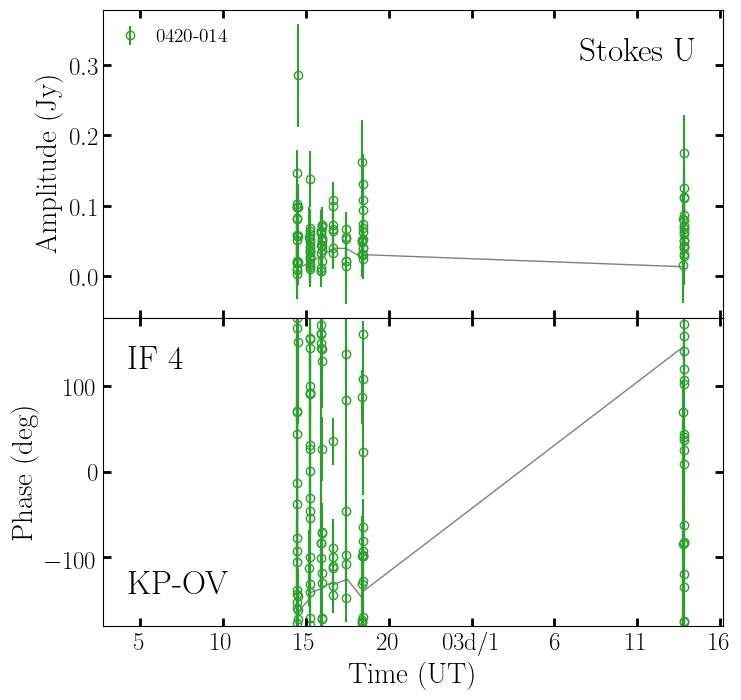 0420-014
Stokes U
0.3
0.2
0.1
0.0
Amplitude (Jy)
IF 4
100
0
−100
Phase (deg)
KP-OV
5 10 15 20 03d/1 6 11 16
Time (UT)